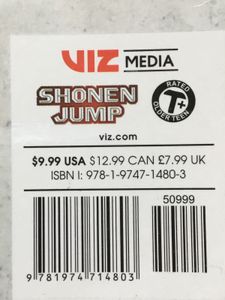 VIZ MEDIA
SHONEN JUMP
RATED T+ OLDER TEEN
viz.com
$9.99 USA $12.99 CAN £7.99 UK
ISBN I: 978-1-9747-1480-3
50999
9 781974 714803